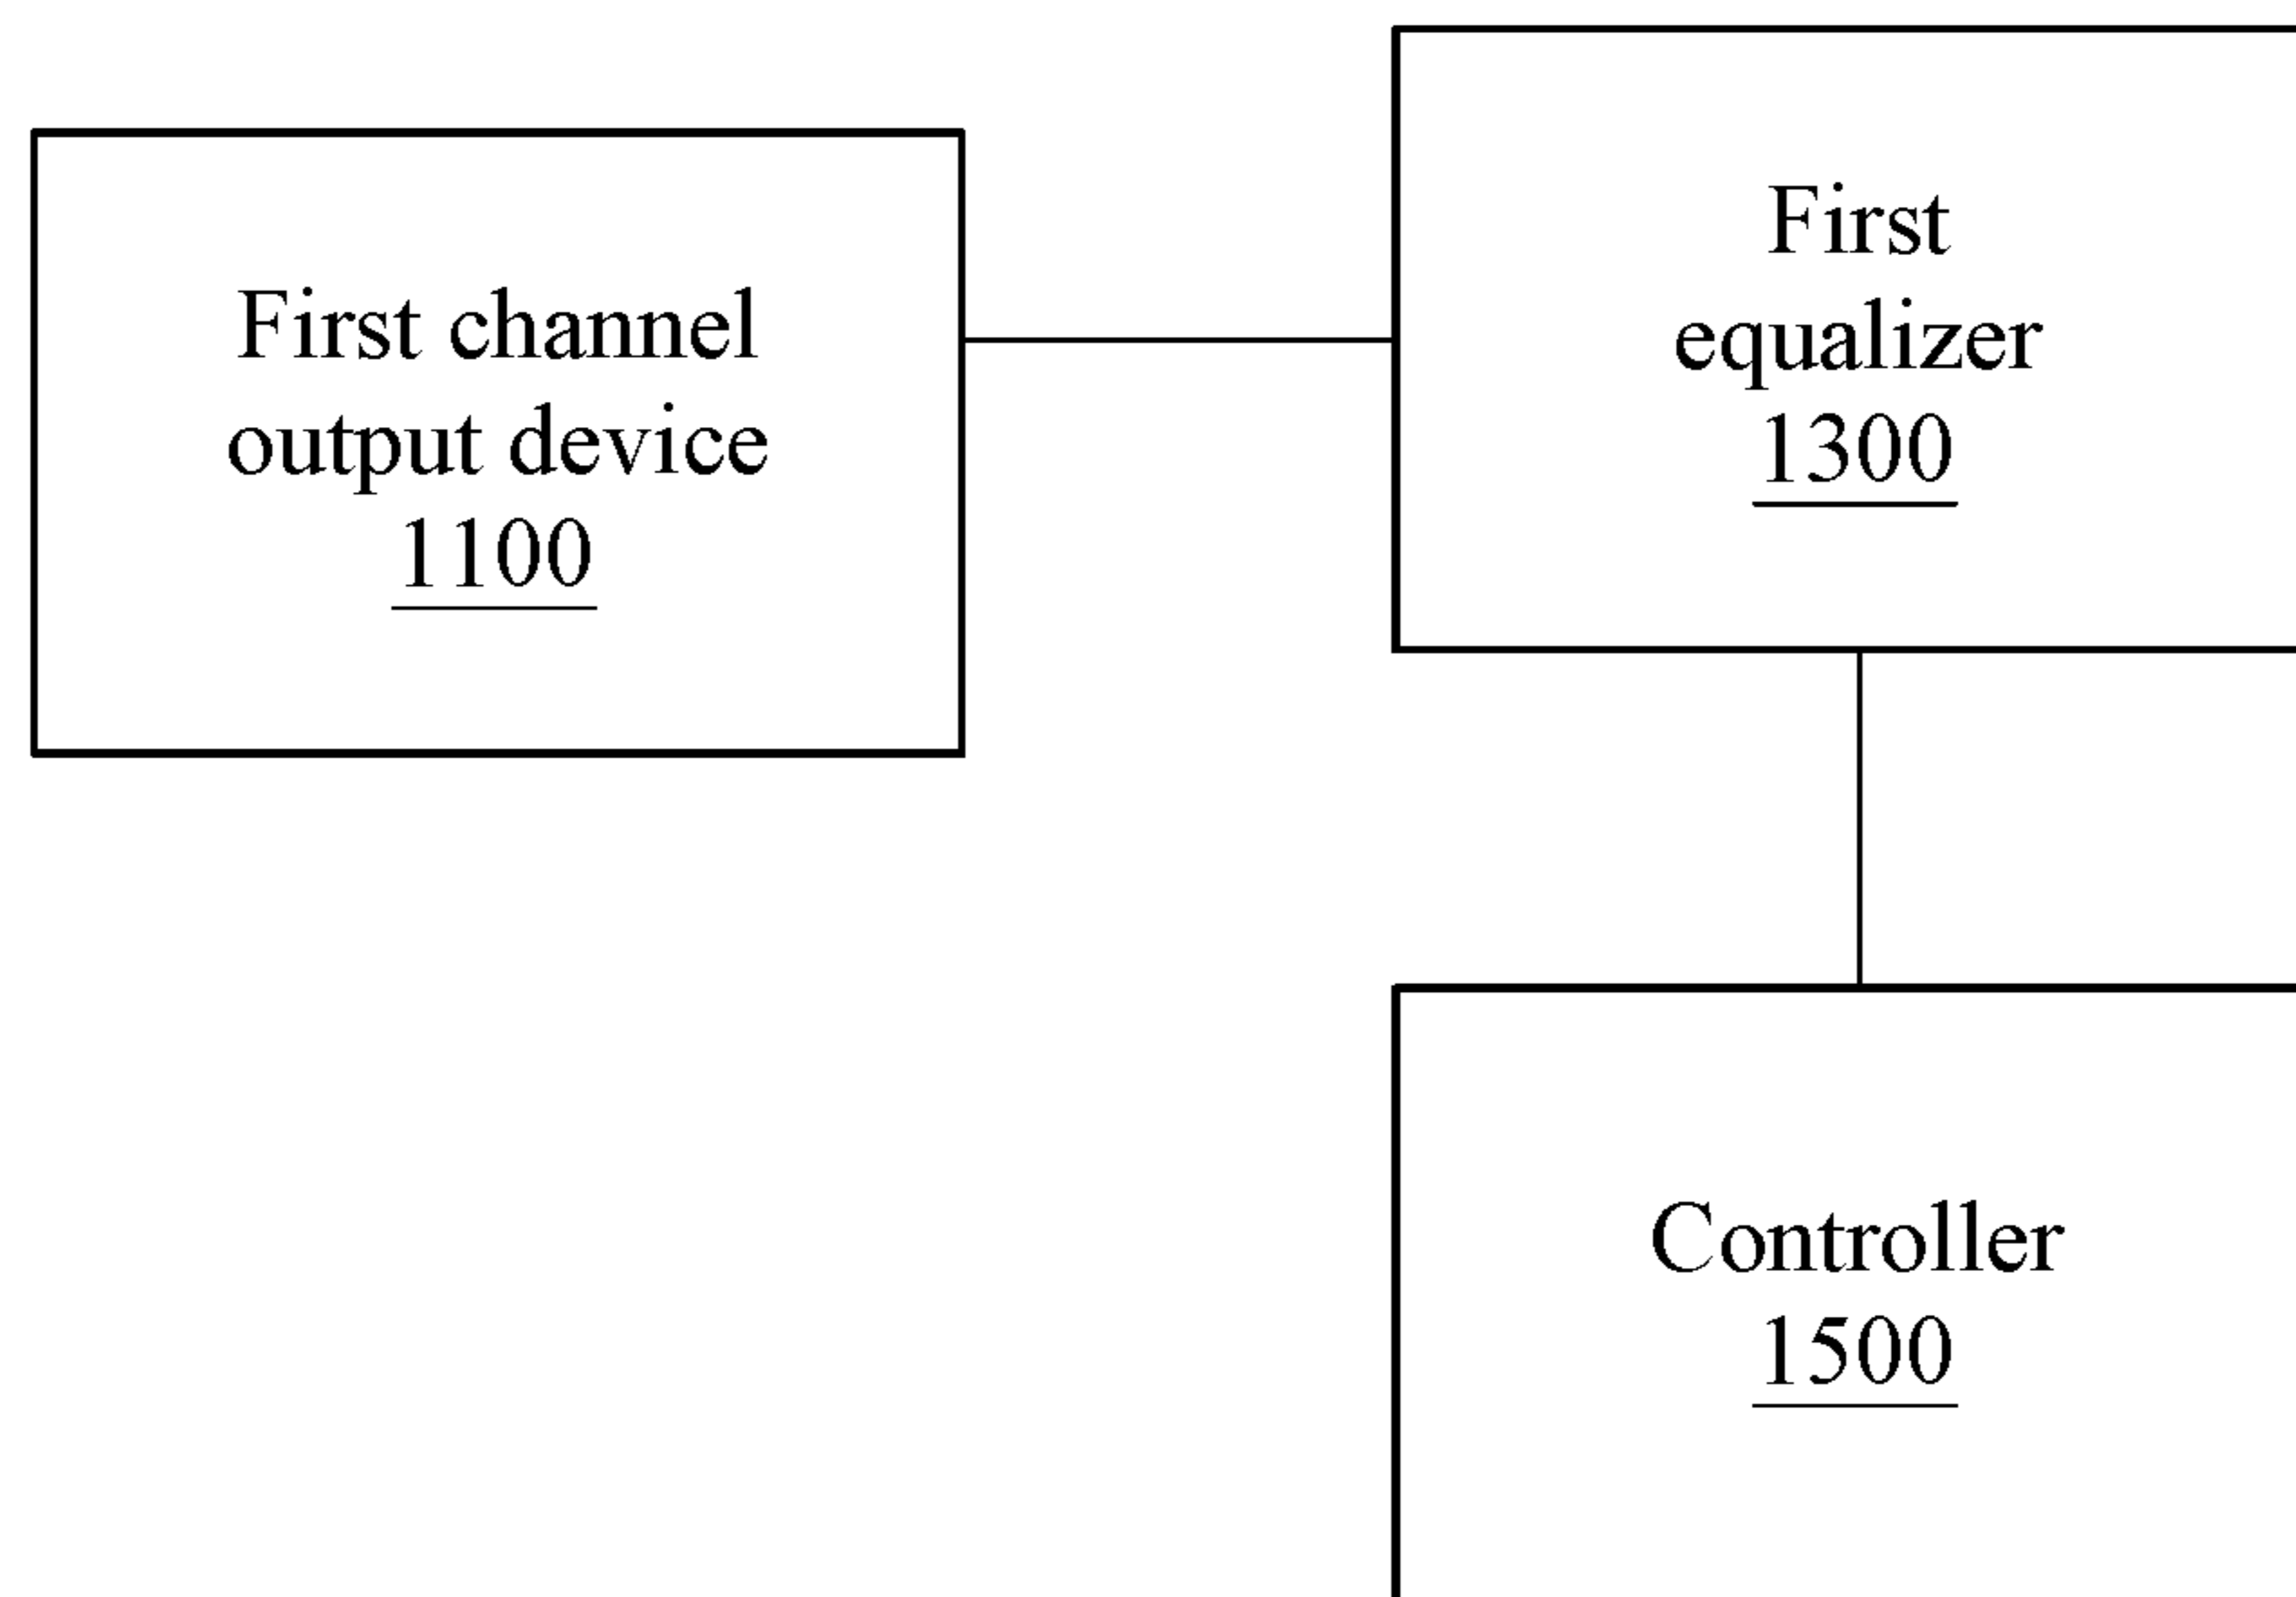 First channel
output device
1100
First
equalizer
1300
Controller
1500